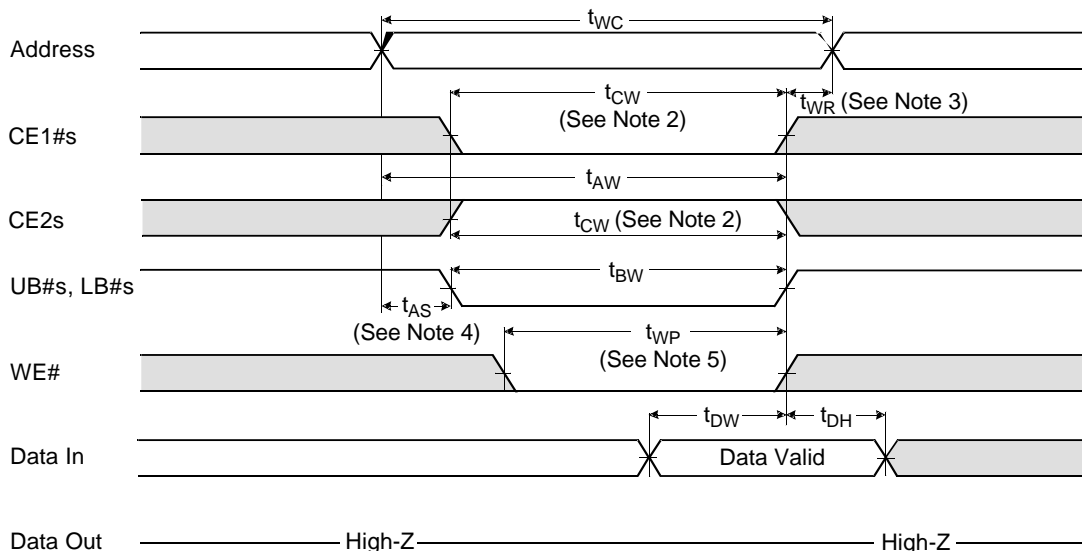 tWC
Address
tCW
(See Note 2)
tWR (See Note 3)
CE1#s
tAW
CE2s
tCW (See Note 2)
tBW
UB#s, LB#s
tAS
(See Note 4)
tWP
(See Note 5)
WE#
tDW
tDH
Data In
Data Valid
Data Out
High-Z
High-Z